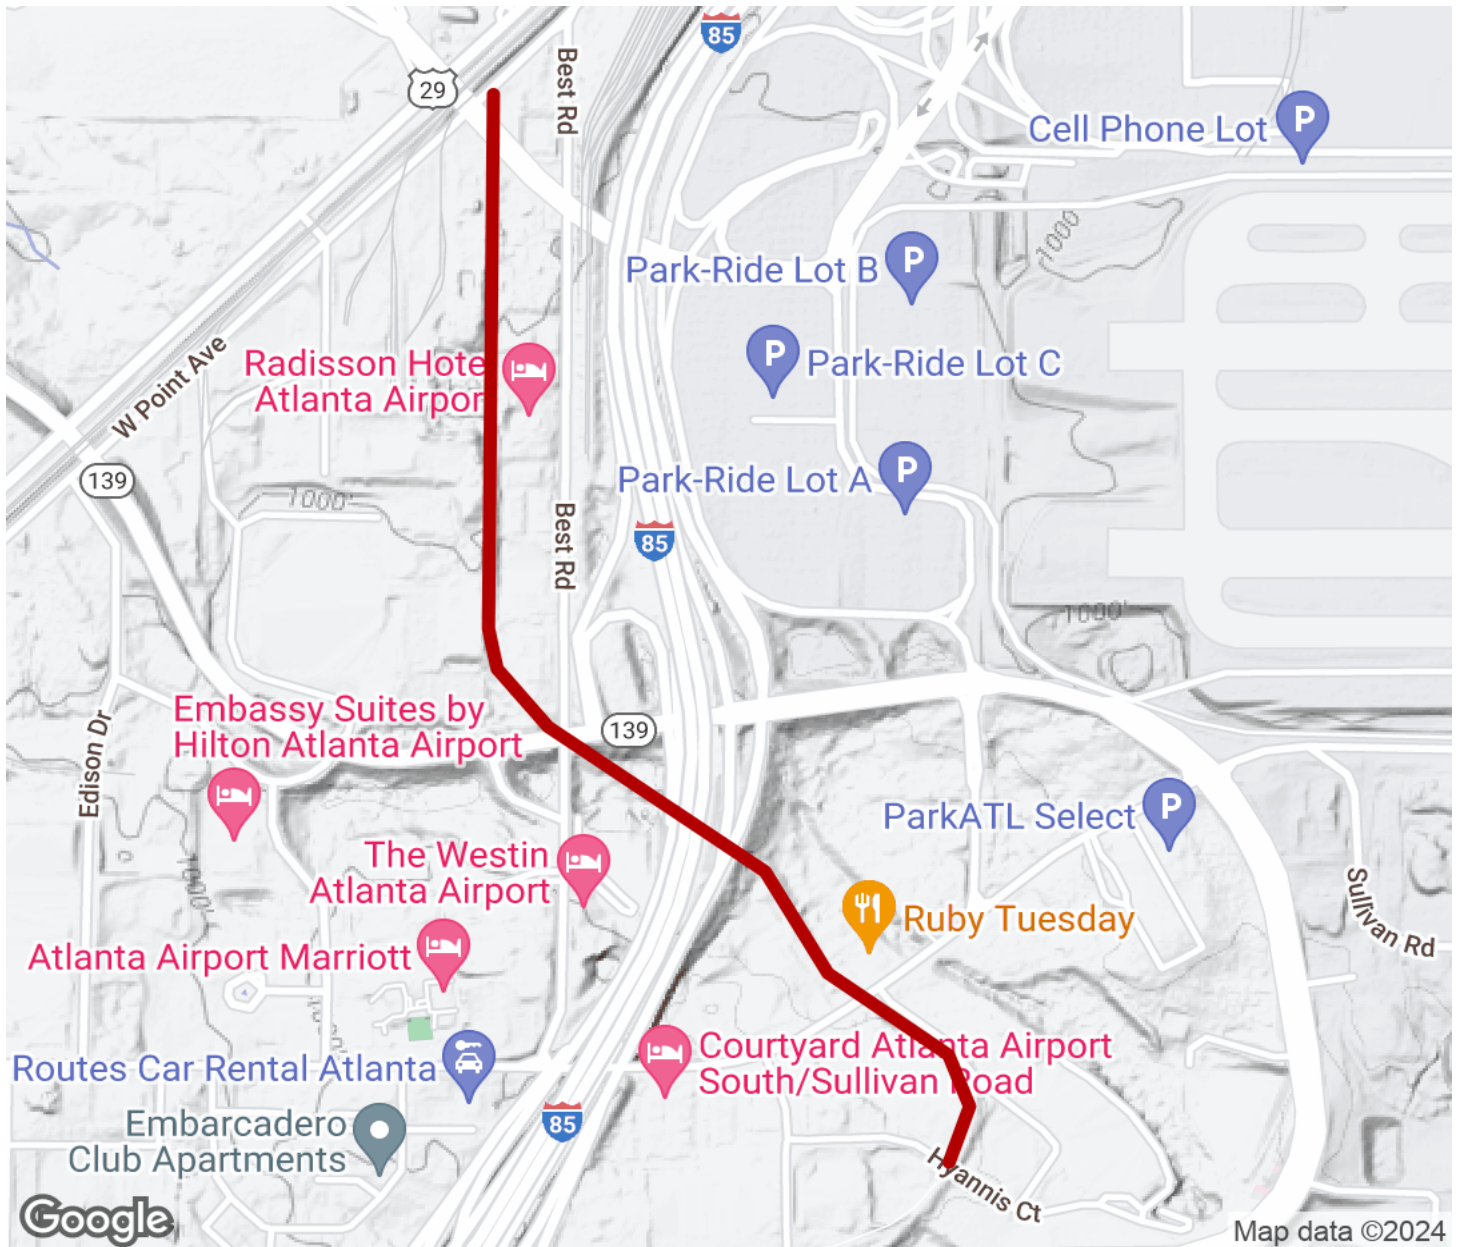 85
Best Rd
29
Cell Phone Lot
P
1000
Park-Ride Lot B
P
W Point Ave
Radisson Hote
Atlanta Airpor
P
Park-Ride Lot C
139
Park-Ride Lot A
P
1000'
Best Rd
85
1000'
Edison Dr
Embassy Suites by
Hilton Atlanta Airport
139
ParkATL Select
P
The Westin
Atlanta Airport
1000'
Ruby Tuesday
Sullivan Rd
Atlanta Airport Marriott
1000'
Routes Car Rental Atlanta
Courtyard Atlanta Airport
South/Sullivan Road
85
Embarcadero
Club Apartments
Hyannis Ct
Google
Map data ©2024